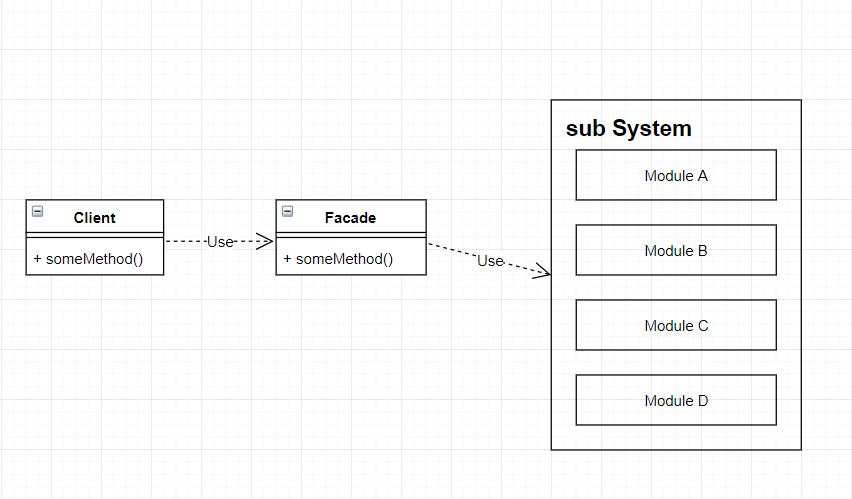 Client
+ someMethod()
Use
Facade
+ someMethod()
Use
sub System
Module A
Module B
Module C
Module D